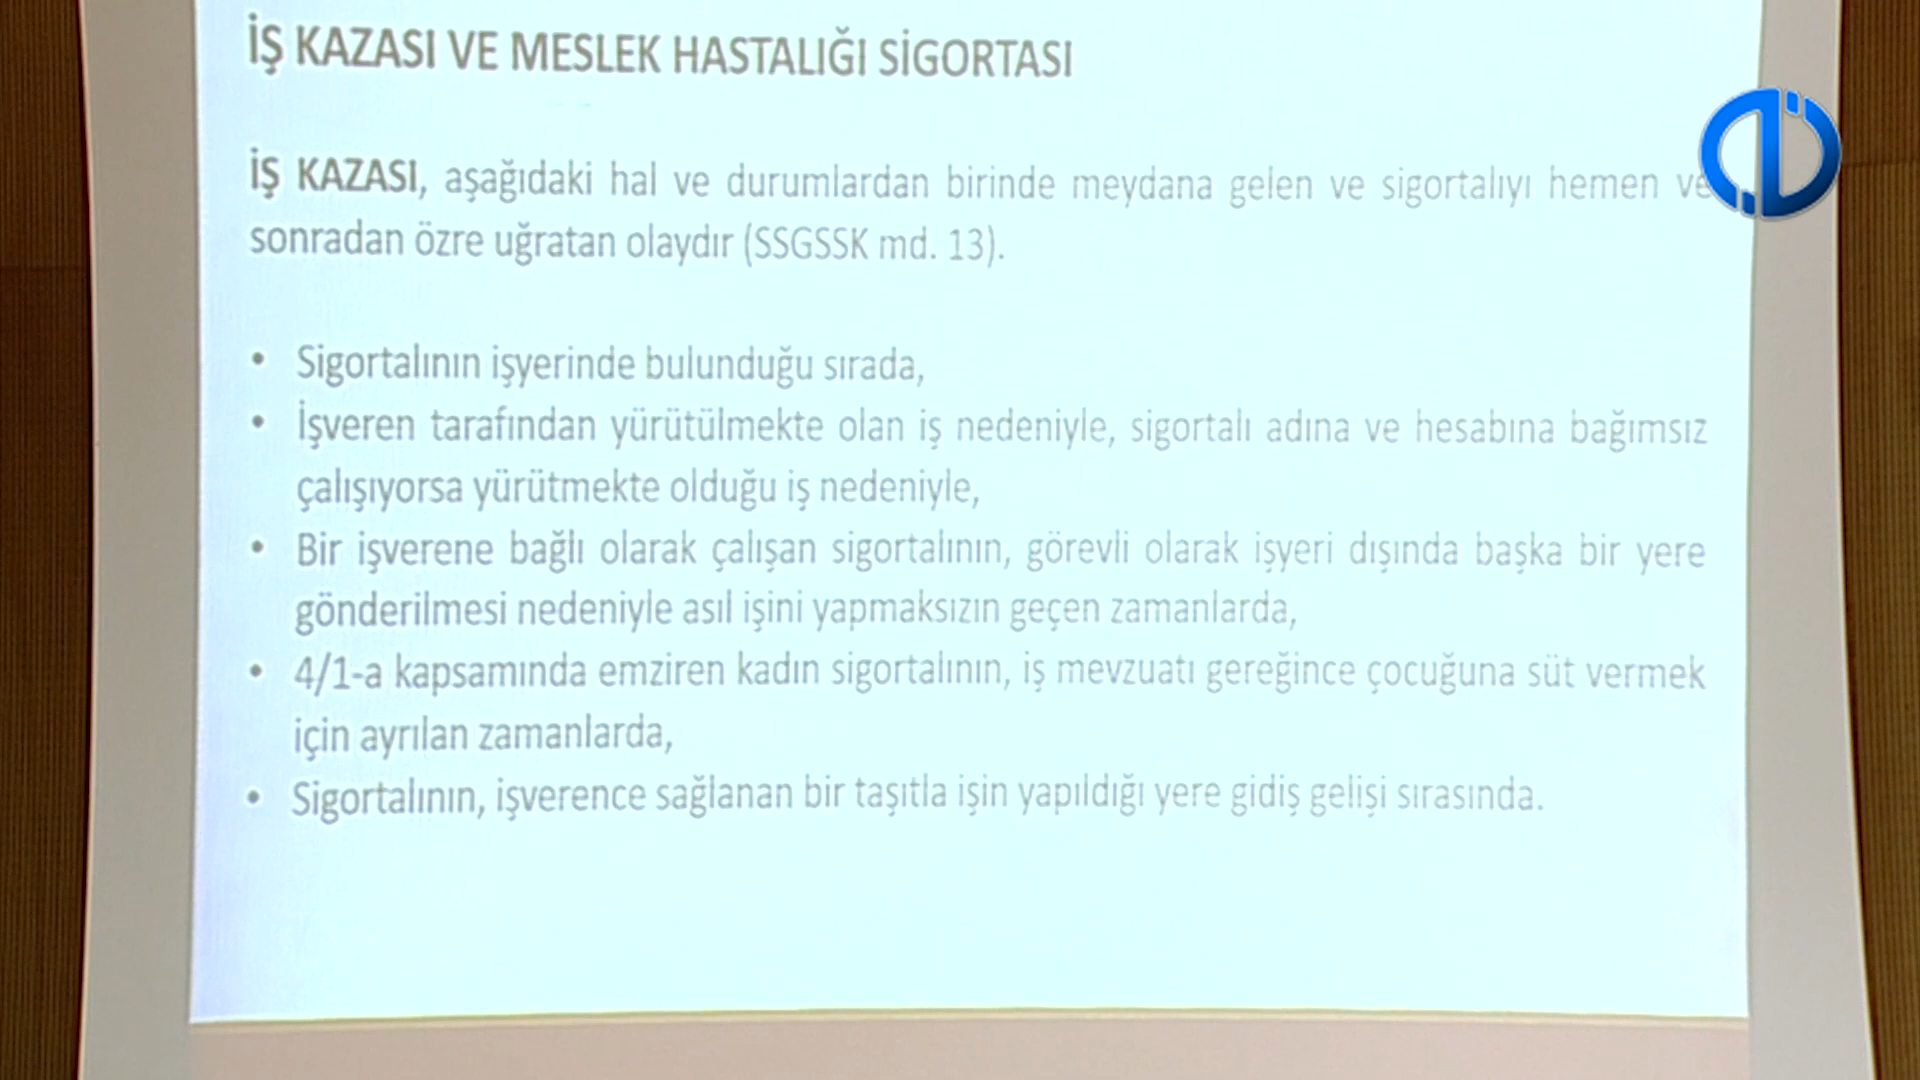 İŞ KAZASI VE MESLEK HASTALIĞI SİGORTASI
İŞ KAZASI, aşağıdaki hal ve durumlardan birinde meydana gelen ve sigortalıyı hemen ve
sonradan özre uğratan olaydır (SSGSSK md. 13).
• Sigortalının işyerinde bulunduğu sırada,
• İşveren tarafından yürütülmekte olan iş nedeniyle, sigortalı adına ve hesabına bağımsız
çalışıyorsa yürütmekte olduğu iş nedeniyle,
• Bir işverene bağlı olarak çalışan sigortalının, görevli olarak işyeri dışında başka bir yere
gönderilmesi nedeniyle asıl işini yapmaksızın geçen zamanlarda,
• 4/1-a kapsamında emziren kadın sigortalının, iş mevzuatı gereğince çocuğuna süt vermek
için ayrılan zamanlarda,
• Sigortalının, işverence sağlanan bir taşıtla işin yapıldığı yere gidiş gelişi sırasında.